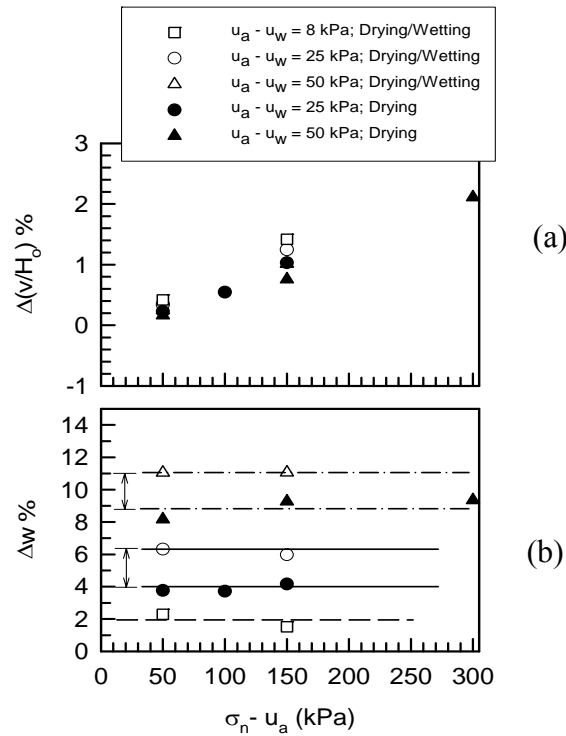 u_a - u_w = 8 kPa; Drying/Wetting
u_a - u_w = 25 kPa; Drying/Wetting
u_a - u_w = 50 kPa; Drying/Wetting
u_a - u_w = 25 kPa; Drying
u_a - u_w = 50 kPa; Drying
3
2
1
0
-1
Δ(v/H_o) %
(a)
14
12
10
8
6
4
2
0
Δw %
(b)
0 50 100 150 200 250 300
σ_n- u_a (kPa)